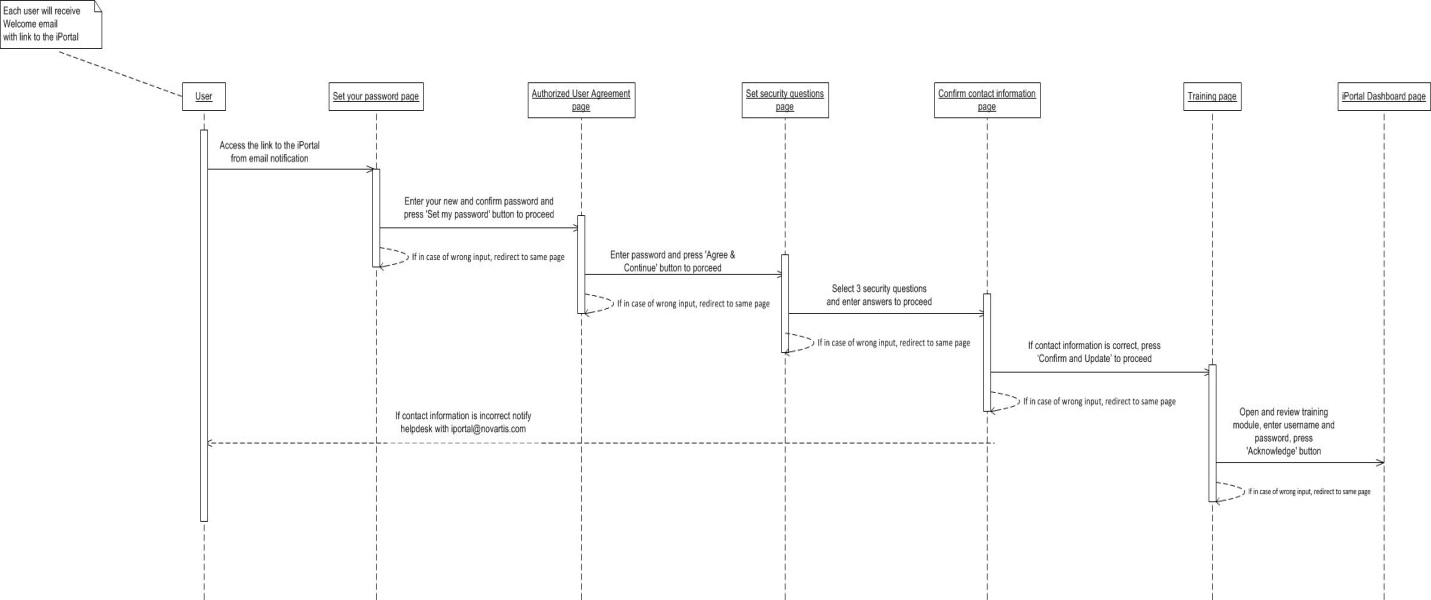 Each user will receive
Welcome email
with link to the iPortal
User
Set your password page
Authorized User Agreement
page
Set security questions
page
Confirm contact information
page
Training page
iPortal Dashboard page
Access the link to the iPortal
from email notification
Enter your new and confirm password and
press 'Set my password' button to proceed
If in case of wrong input, redirect to same page
Enter password and press 'Agree &
Continue' button to porceed
If in case of wrong input, redirect to same page
Select 3 security questions
and enter answers to proceed
If in case of wrong input, redirect to same page
If contact information is correct, press
'Confirm and Update' to proceed
If in case of wrong input, redirect to same page
If contact information is incorrect notify
helpdesk with iportal@novartis.com
Open and review training
module, enter username and
password, press
'Acknowledge' button
If in case of wrong input, redirect to same page